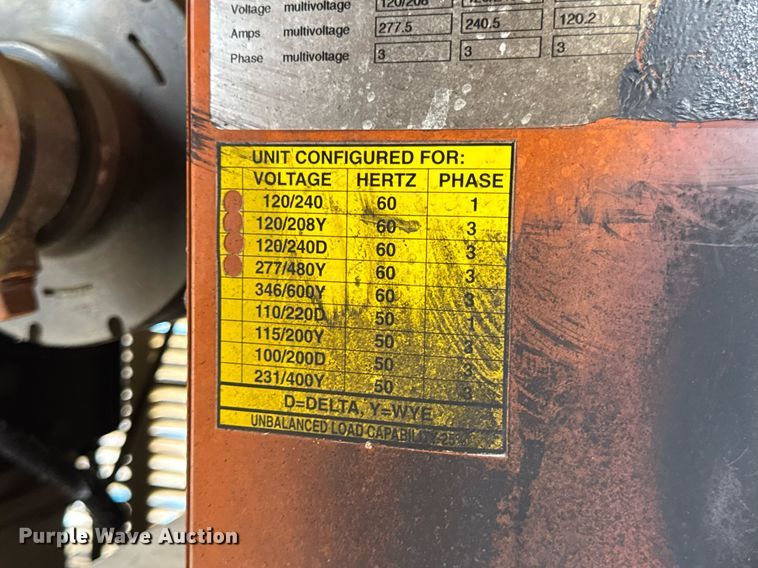 Voltage multivoltage 120/208
Amps multivoltage 277.5 240.5 120.2
Phase multivoltage 3 3 3
UNIT CONFIGURED FOR:
VOLTAGE HERTZ PHASE
120/240 60 1
120/208Y 60 3
120/240D 60 3
277/480Y 60 3
346/600Y 60 3
110/220D 50 1
115/200Y 50 3
100/200D 50 3
231/400Y 50 3
D=DELTA, Y=WYE
UNBALANCED LOAD CAPABILITY
Purple Wave Auction